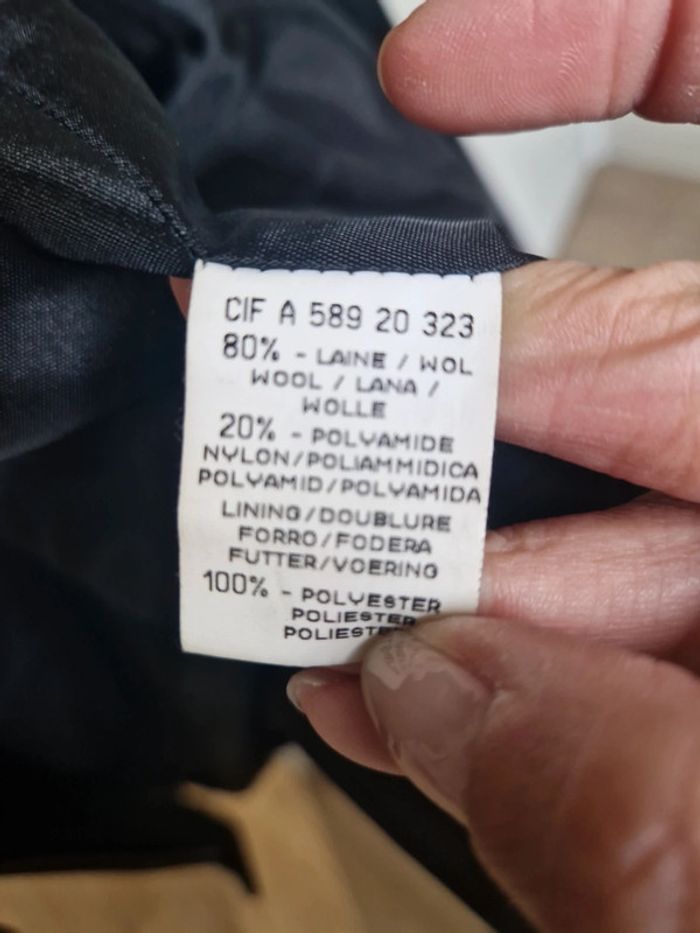 CIF A 589 20 323
80% - LAINE / WOL
WOOL / LANA /
WOLLE
20% - POLYAMIDE
NYLON/POLIAMMIDICA
POLYAMID/POLYAMIDA
LINING/DOUBLURE
FORRO/FODERA
FUTTER/VOERING
100% - POLYESTER
POLIESTER
POLIESTE